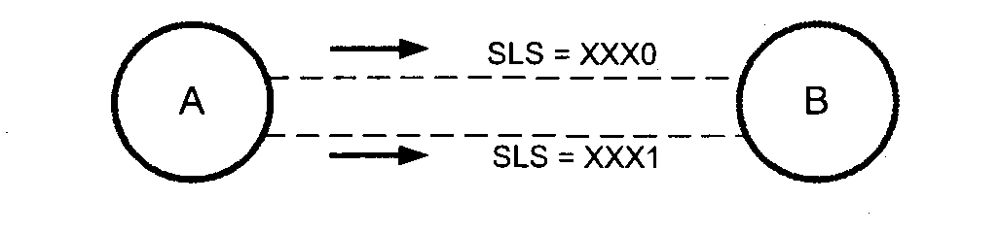 A
SLS = XXX0
B
SLS = XXX1